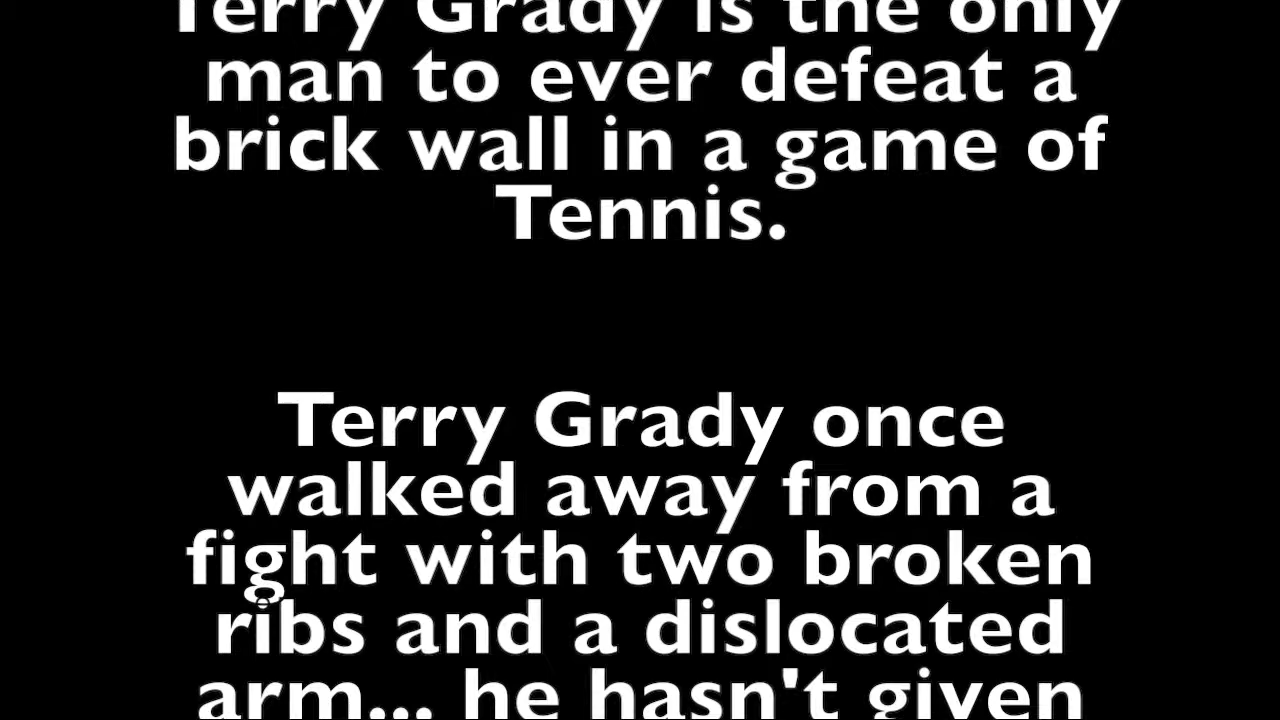 Terry Grady is the only
man to ever defeat a
brick wall in a game of
Tennis.
Terry Grady once
walked away from a
fight with two broken
ribs and a dislocated
arm... he hasn't given